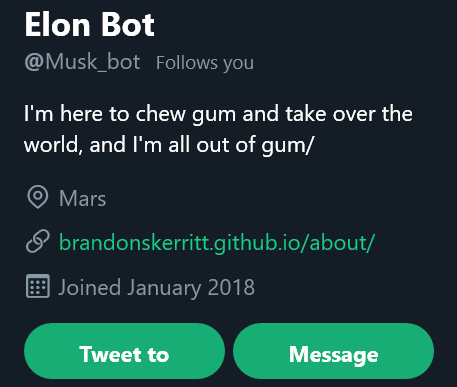 Elon Bot
@Musk_bot Follows you
I'm here to chew gum and take over the
world, and I'm all out of gum/
Mars
brandonskerritt.github.io/about/
Joined January 2018
Tweet to Message